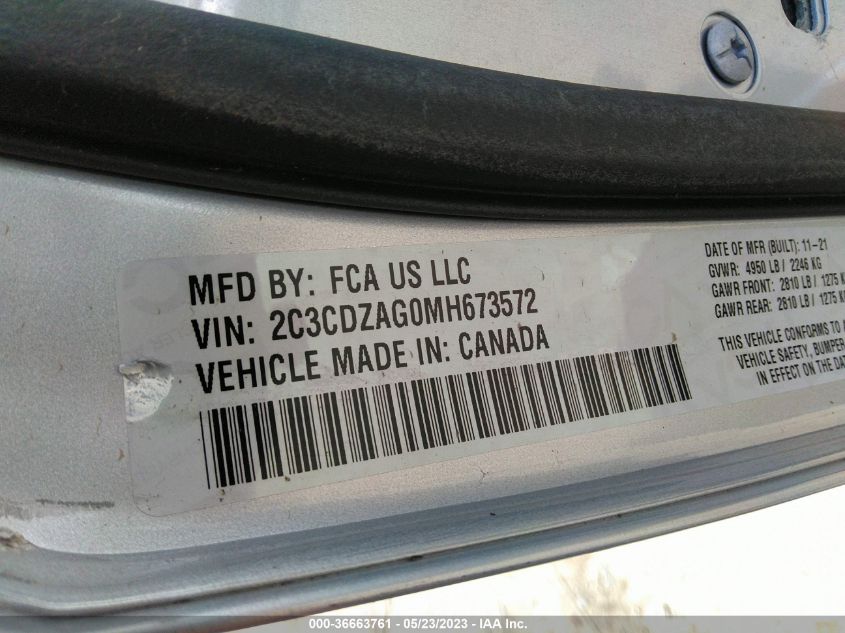 MFD BY: FCA US LLC
VIN: 2C3CDZAG0MH673572
VEHICLE MADE IN: CANADA
DATE OF MFR (BUILT): 11-21
GVWR: 4950 LB / 2246 KG
GAWR FRONT: 2810 LB / 1275 K
GAWR REAR: 2810 LB / 1275 K
THIS VEHICLE CONFORMS
VEHICLE SAFETY, BUMPER
IN EFFECT ON THE DA
000-36663761 - 05/23/2023 - IAA Inc.